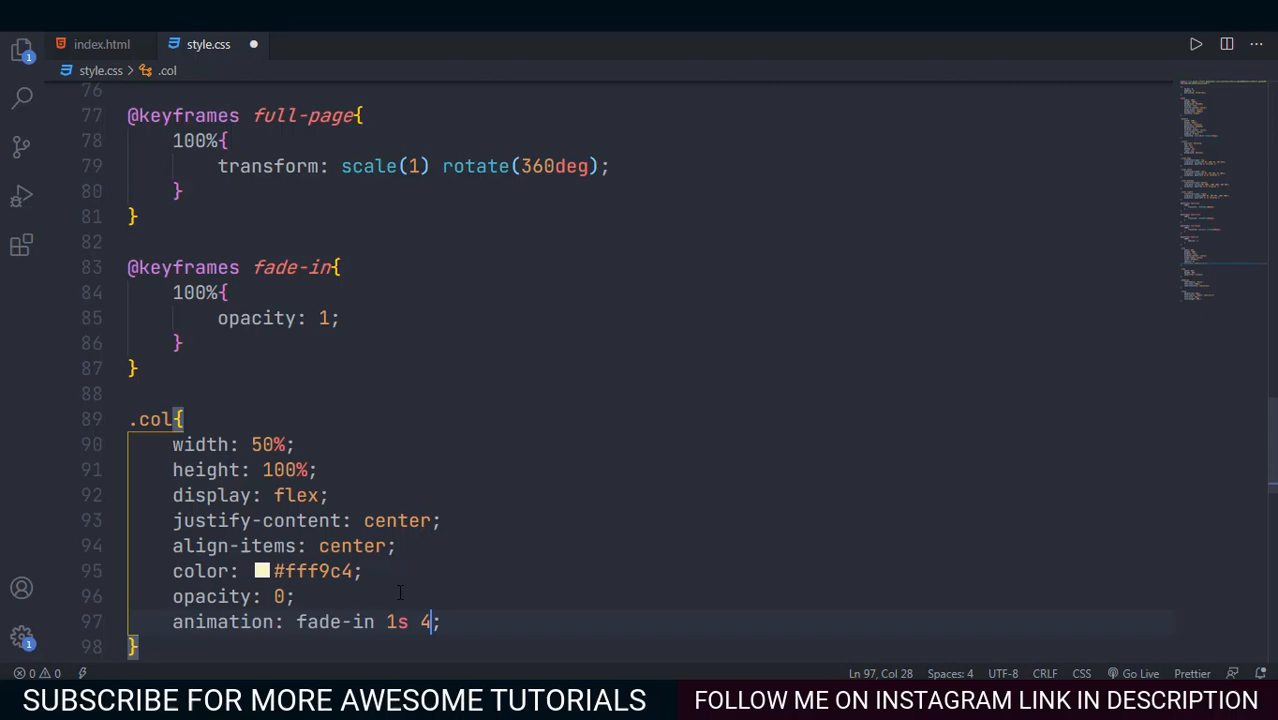 index.html
style.css
style.css > .col
76
77 @keyframes full-page{
78 100%{
79 transform: scale(1) rotate(360deg);
80 }
81 }
82
83 @keyframes fade-in{
84 100%{
85 opacity: 1;
86 }
87 }
88
89 .col{
90 width: 50%;
91 height: 100%;
92 display: flex;
93 justify-content: center;
94 align-items: center;
95 color: #fff9c4;
96 opacity: 0;
97 animation: fade-in 1s 4;
98 }
1
1
0 0 Ln 97, Col 28 Spaces: 4 UTF-8 CRLF CSS Go Live Prettier
SUBSCRIBE FOR MORE AWESOME TUTORIALS
FOLLOW ME ON INSTAGRAM LINK IN DESCRIPTION